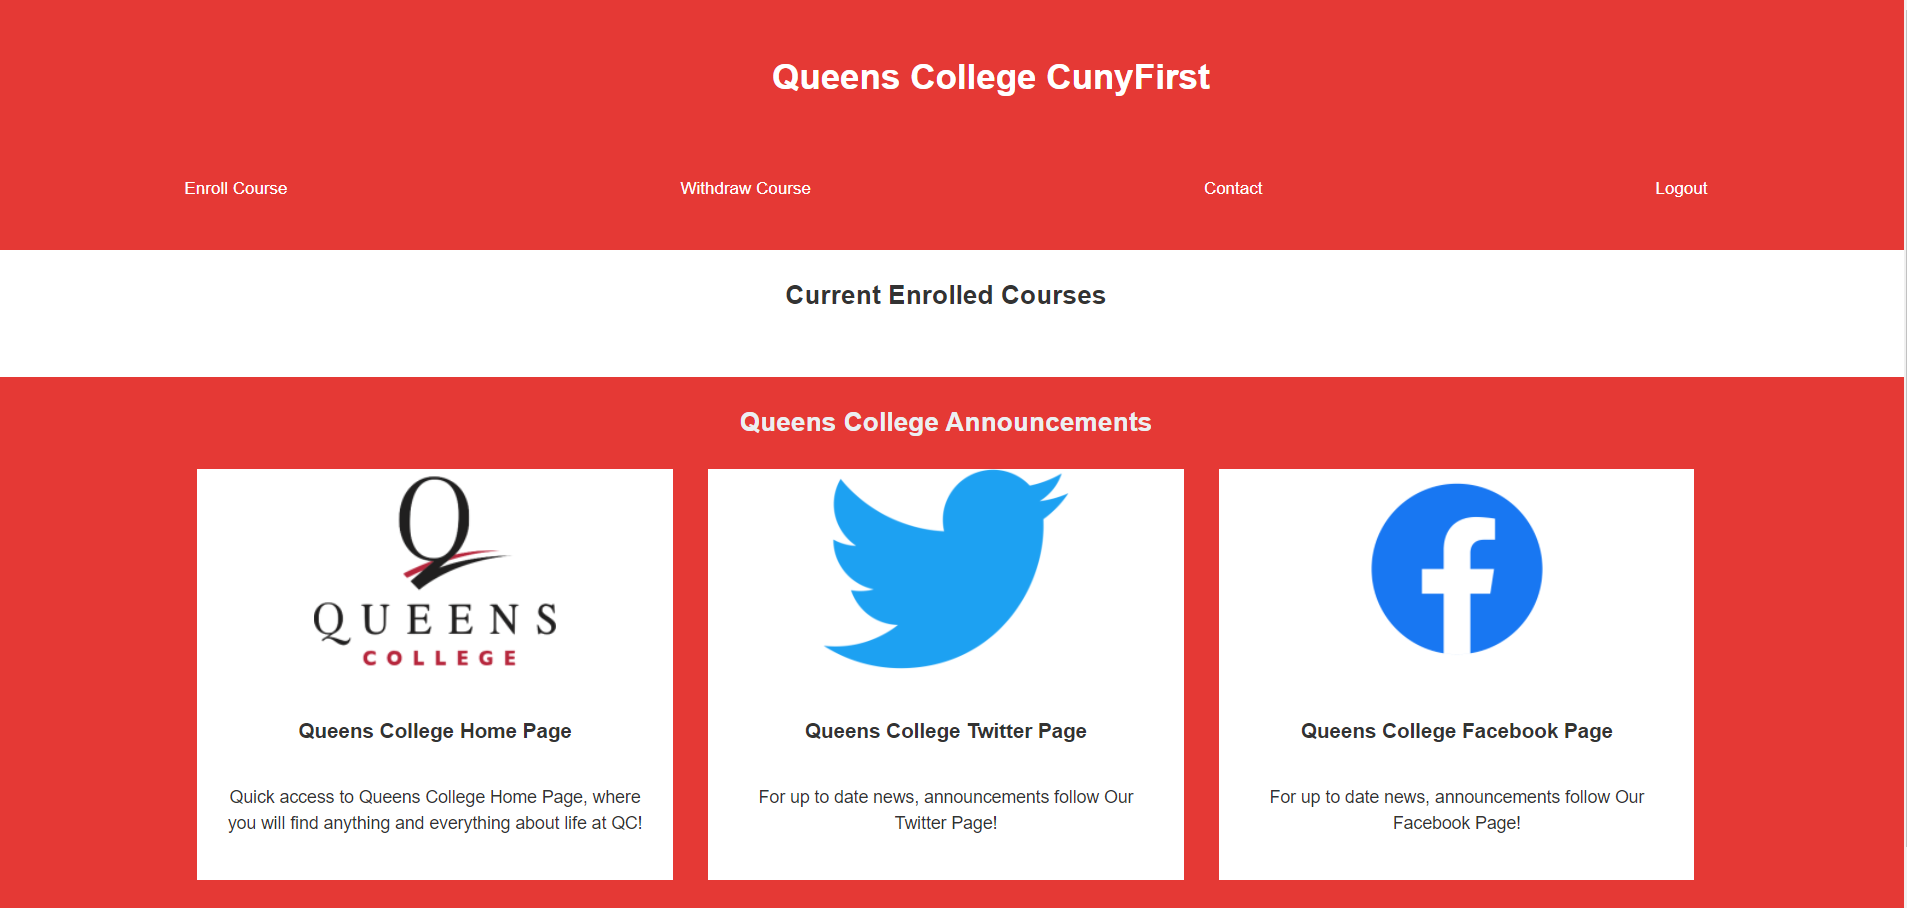 Queens College CunyFirst
Enroll Course
Withdraw Course
Contact
Logout
Current Enrolled Courses
Queens College Announcements
Q
QUEENS
COLLEGE
Queens College Home Page
Quick access to Queens College Home Page, where
you will find anything and everything about life at QC!
Queens College Twitter Page
For up to date news, announcements follow Our
Twitter Page!
f
Queens College Facebook Page
For up to date news, announcements follow Our
Facebook Page!